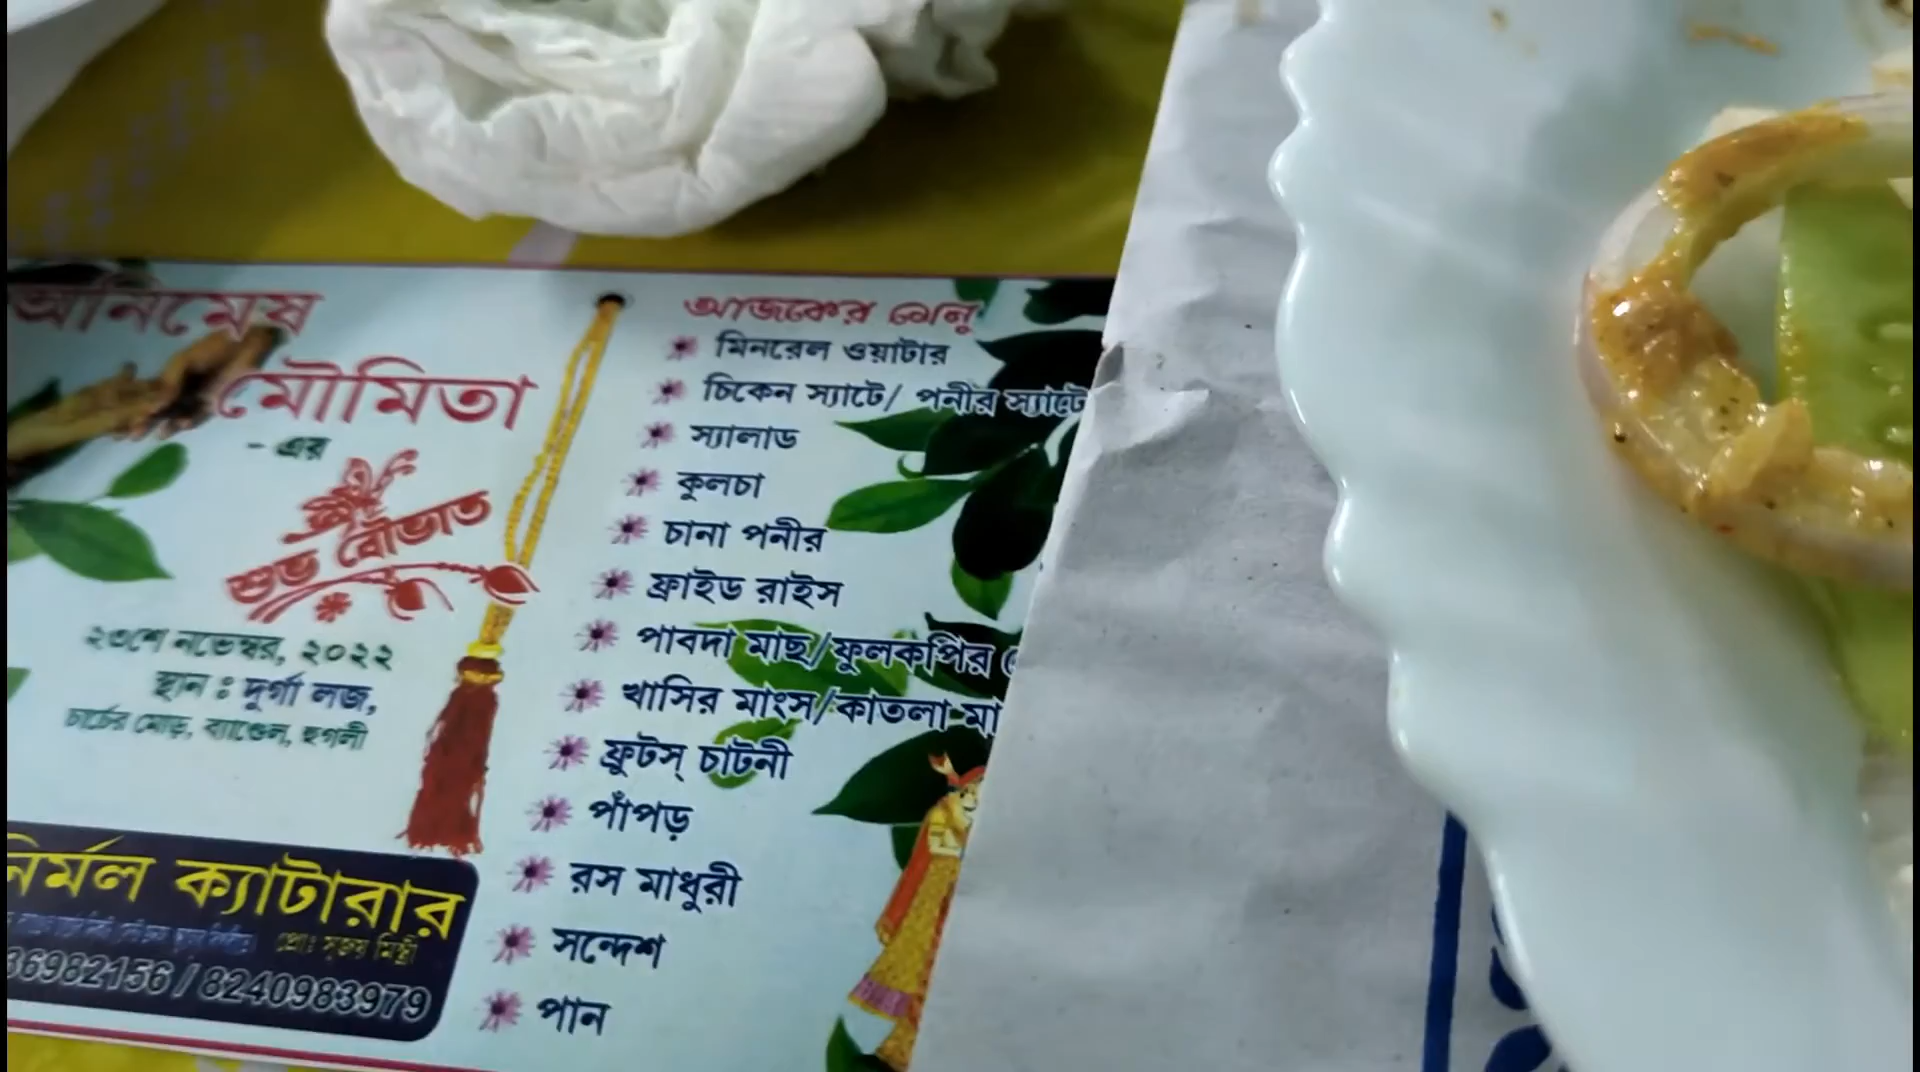 অনিমেষ
মৌমিতা
- এর
শুভ বৌভাত
২৩শে নভেম্বর, ২০২২
স্থান : দুর্গা লজ,
চার্চের মোড়, ব্যাণ্ডেল, হুগলী
নির্মল ক্যাটারার
প্রোঃ সৃজয় মিস্ত্রী
36982156 / 8240983979
আজকের মেনু
মিনরেল ওয়াটার
চিকেন স্যাটে/ পনীর স্যাটে
স্যালাড
কুলচা
চানা পনীর
ফ্রাইড রাইস
পাবদা মাছ/ফুলকপির
খাসির মাংস/কাতলা মা
ফ্রুটস্ চাটনী
পাঁপড়
রস মাধুরী
সন্দেশ
পান